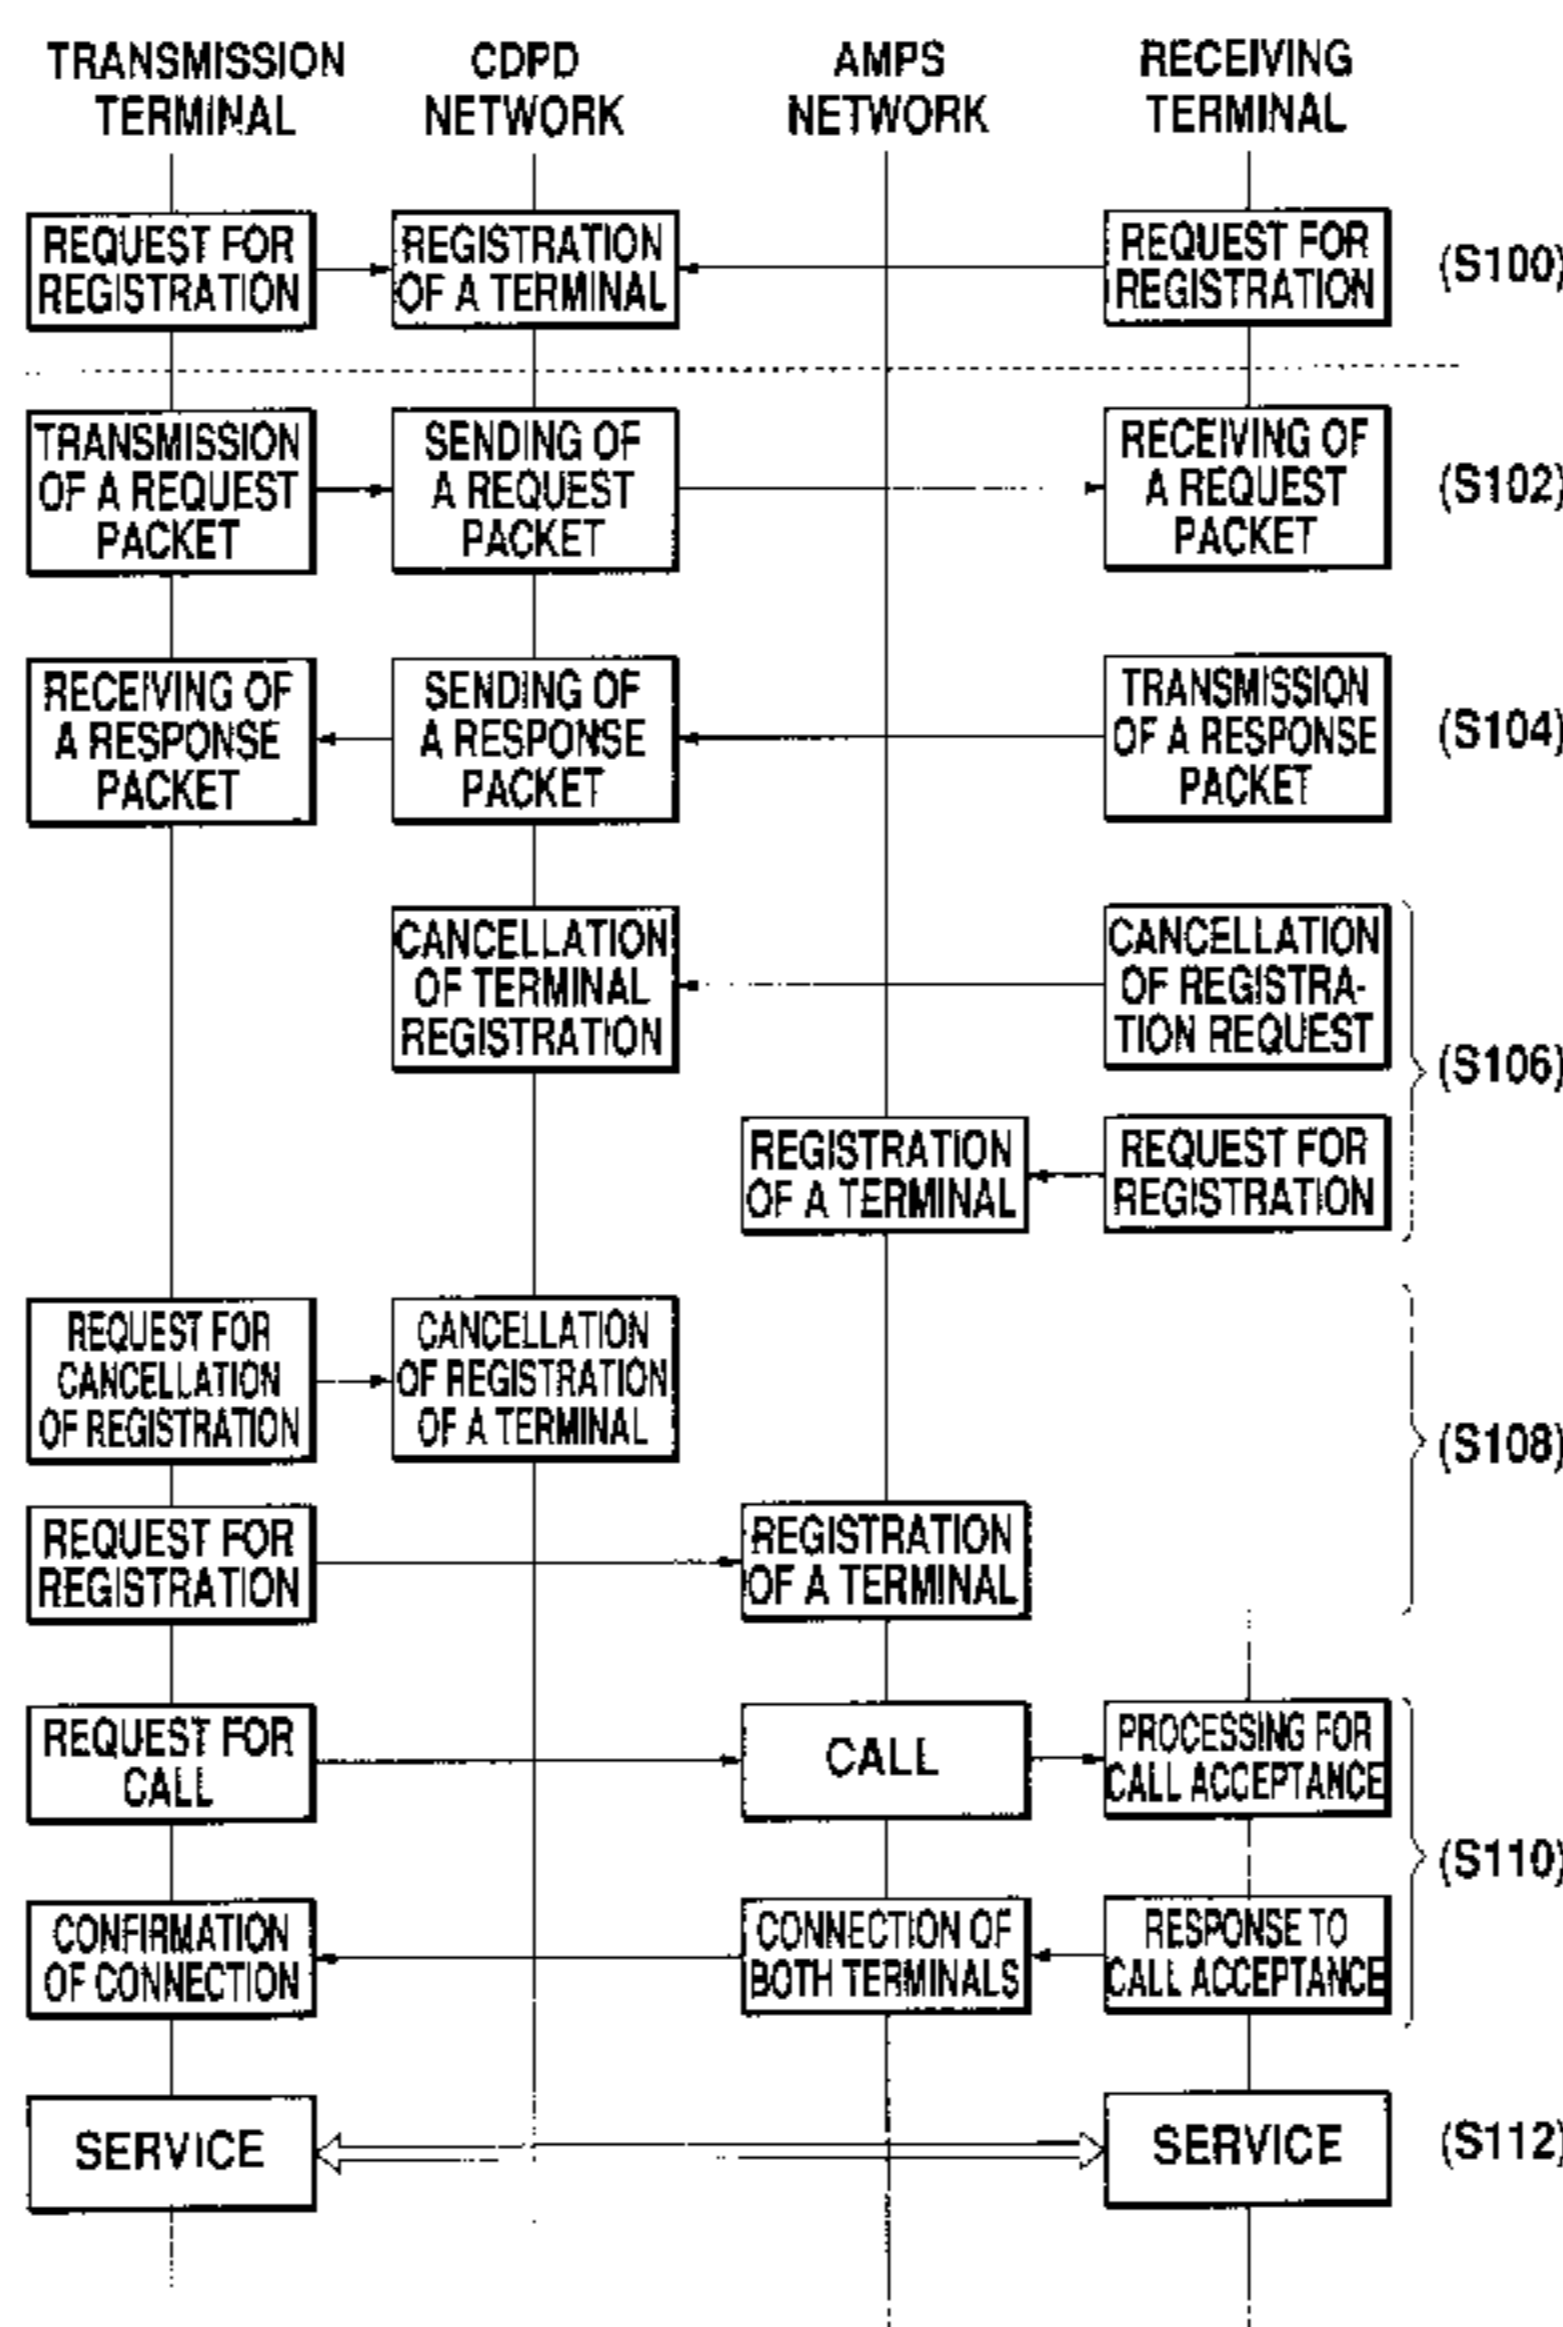 TRANSMISSION
TERMINAL
CDPD
NETWORK
AMPS
NETWORK
RECEIVING
TERMINAL
REQUEST FOR
REGISTRATION
REGISTRATION
OF A TERMINAL
REQUEST FOR
REGISTRATION
(S100)
TRANSMISSION
OF A REQUEST
PACKET
SENDING OF
A REQUEST
PACKET
RECEIVING OF
A REQUEST
PACKET
(S102)
RECEIVING OF
A RESPONSE
PACKET
SENDING OF
A RESPONSE
PACKET
TRANSMISSION
OF A RESPONSE
PACKET
(S104)
CANCELLATION
OF TERMINAL
REGISTRATION
CANCELLATION
OF REGISTRA-
TION REQUEST
(S106)
REGISTRATION
OF A TERMINAL
REQUEST FOR
REGISTRATION
REQUEST FOR
CANCELLATION
OF REGISTRATION
CANCELLATION
OF REGISTRATION
OF A TERMINAL
(S108)
REQUEST FOR
REGISTRATION
REGISTRATION
OF A TERMINAL
REQUEST FOR
CALL
CALL
PROCESSING FOR
CALL ACCEPTANCE
(S110)
CONFIRMATION
OF CONNECTION
CONNECTION OF
BOTH TERMINALS
RESPONSE TO
CALL ACCEPTANCE
SERVICE
SERVICE
(S112)